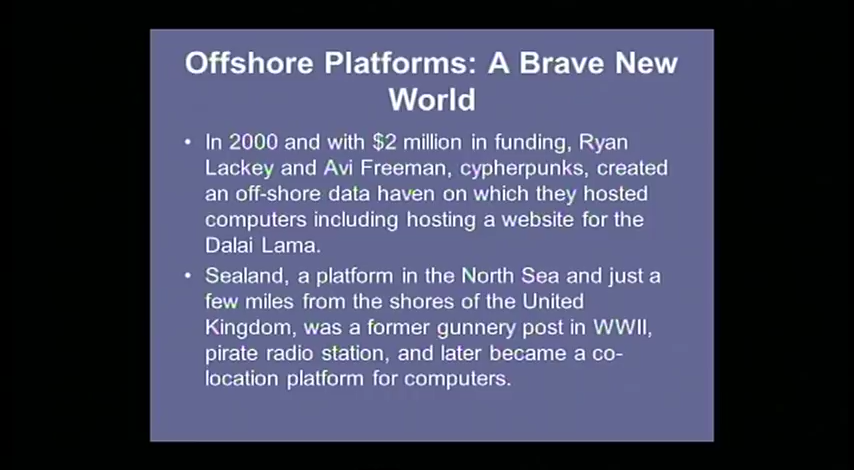 Offshore Platforms: A Brave New
World
• In 2000 and with $2 million in funding, Ryan
Lackey and Avi Freeman, cypherpunks, created
an off-shore data haven on which they hosted
computers including hosting a website for the
Dalai Lama.
• Sealand, a platform in the North Sea and just a
few miles from the shores of the United
Kingdom, was a former gunnery post in WWII,
pirate radio station, and later became a co-
location platform for computers.